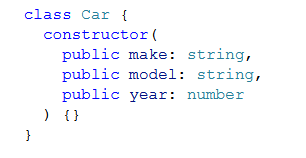 class Car {
  constructor(
    public make: string,
    public model: string,
    public year: number
  ) {}
}